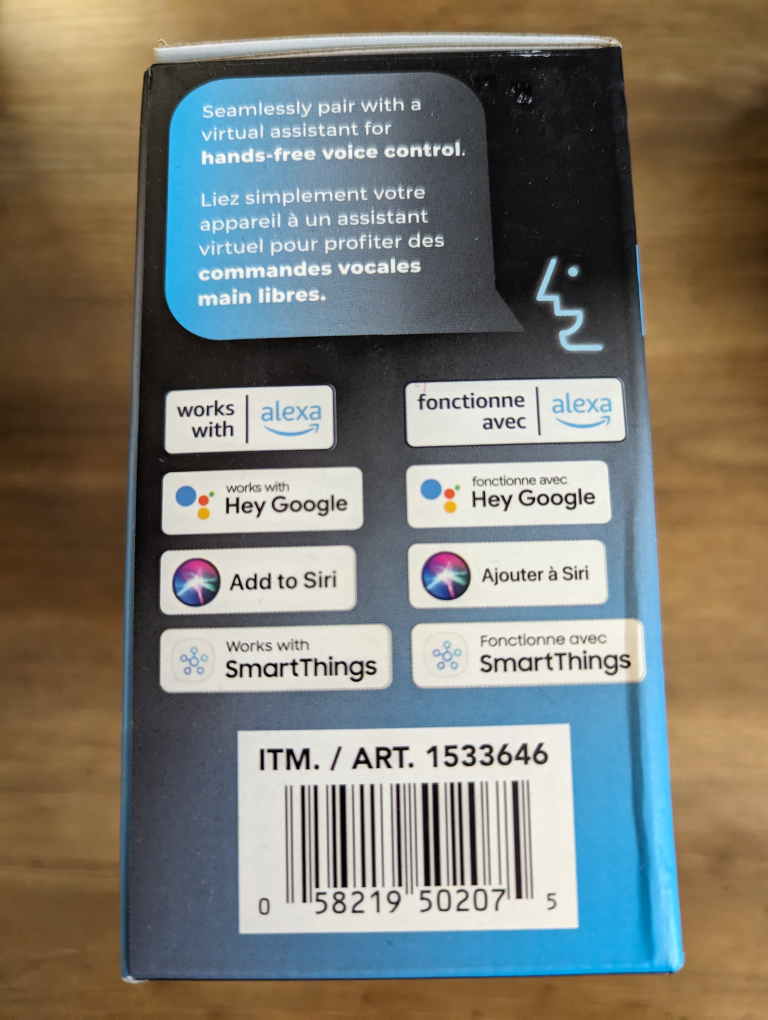 Seamlessly pair with a
virtual assistant for
hands-free voice control.
Liez simplement votre
appareil à un assistant
virtuel pour profiter des
commandes vocales
main libres.
works with | alexa
fonctionne avec | alexa
works with
Hey Google
fonctionne avec
Hey Google
Add to Siri
Ajouter à Siri
Works with
SmartThings
Fonctionne avec
SmartThings
ITM. / ART. 1533646
0 58219 50207 5